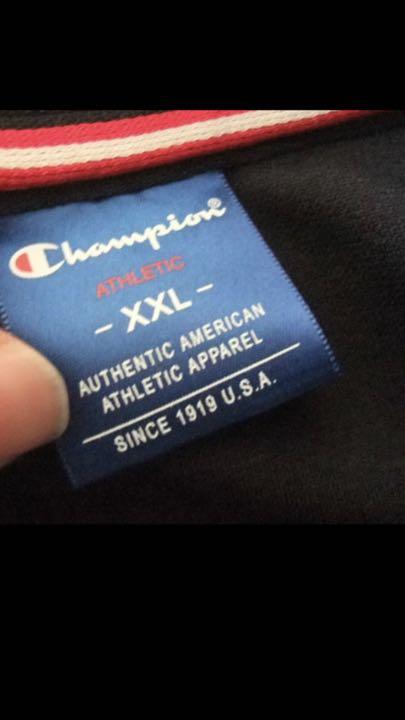 Champion®
ATHLETIC
- XXL -
AUTHENTIC AMERICAN
ATHLETIC APPAREL
SINCE 1919 U.S.A.